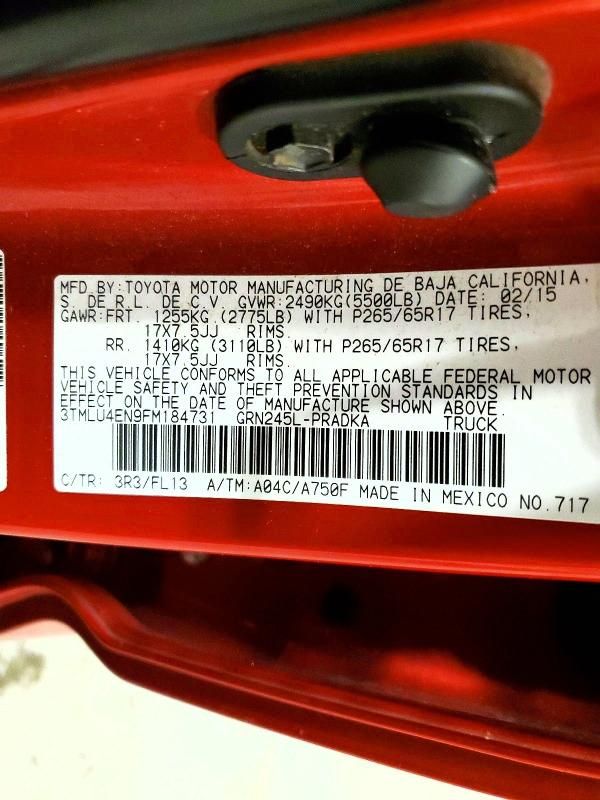 MFD BY:TOYOTA MOTOR MANUFACTURING DE BAJA CALIFORNIA,
S. DE R.L. DE C.V. GVWR:2490KG(5500LB) DATE: 02/15
GAWR:FRT. 1255KG.(2775LB) WITH P265/65R17 TIRES,
17X7.5JJ RIMS
RR. 1410KG (3110LB) WITH P265/65R17 TIRES,
17X7.5JJ RIMS
THIS VEHICLE CONFORMS TO ALL APPLICABLE FEDERAL MOTOR
VEHICLE SAFETY AND THEFT PREVENTION STANDARDS IN
EFFECT ON THE DATE OF MANUFACTURE SHOWN ABOVE.
3TMLU4EN9FM184731 GRN245L-PRADKA TRUCK
C/TR: 3R3/FL13 A/TM:A04C/A750F MADE IN MEXICO NO.717